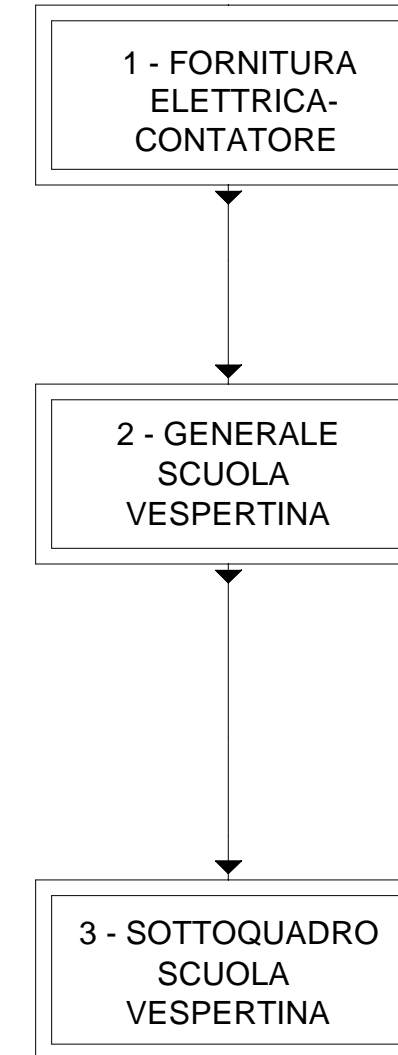 1 - FORNITURA
ELETTRICA-
CONTATORE
2 - GENERALE
SCUOLA
VESPERTINA
3 - SOTTOQUADRO
SCUOLA
VESPERTINA